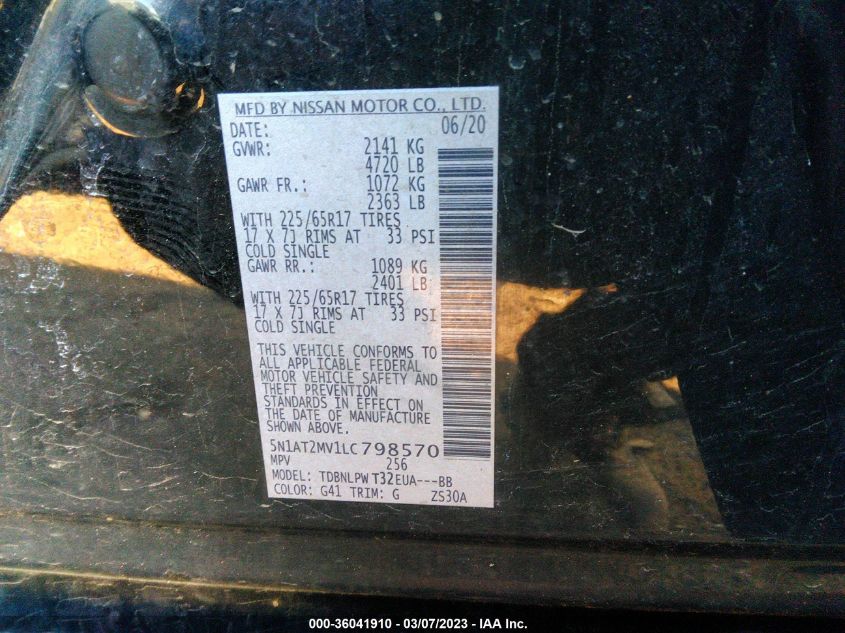 MFD BY NISSAN MOTOR CO., LTD.
DATE: 06/20
GVWR: 2141 KG
4720 LB
GAWR FR.: 1072 KG
2363 LB
WITH 225/65R17 TIRES
17 X 7J RIMS AT 33 PSI
COLD SINGLE
GAWR RR.: 1089 KG
2401 LB
WITH 225/65R17 TIRES
17 X 7J RIMS AT 33 PSI
COLD SINGLE
THIS VEHICLE CONFORMS TO
ALL APPLICABLE FEDERAL
MOTOR VEHICLE SAFETY AND
THEFT PREVENTION
STANDARDS IN EFFECT ON
THE DATE OF MANUFACTURE
SHOWN ABOVE.
5N1AT2MV1LC798570
MPV 256
MODEL: TDBNLPW T32EUA---BB
COLOR: G41 TRIM: G ZS30A
000-36041910 - 03/07/2023 - IAA Inc.